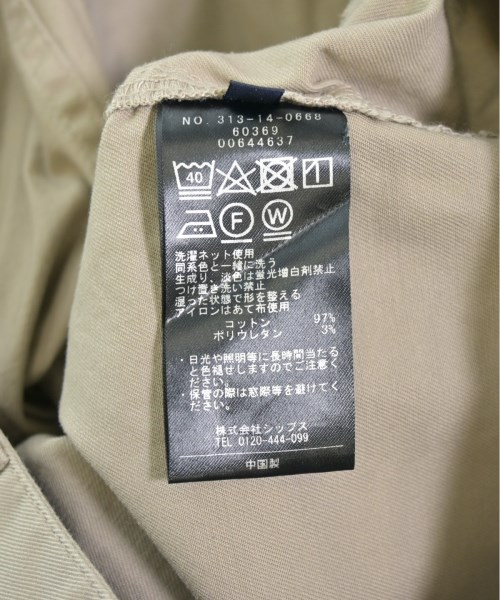 NO. 313-14-0668
60369
00644637
40
F W
洗濯ネット使用
同系色と一緒に洗う
生成り、淡色は蛍光増白剤禁止
つけ置き洗い禁止
湿った状態で形を整える
アイロンはあて布使用
コットン 97%
ポリウレタン 3%
・日光や照明等に長時間当たる
と色褪せしますのでご注意く
ださい。
・保管の際は窓際等を避けてく
ださい。
株式会社シップス
TEL 0120-444-099
中国製